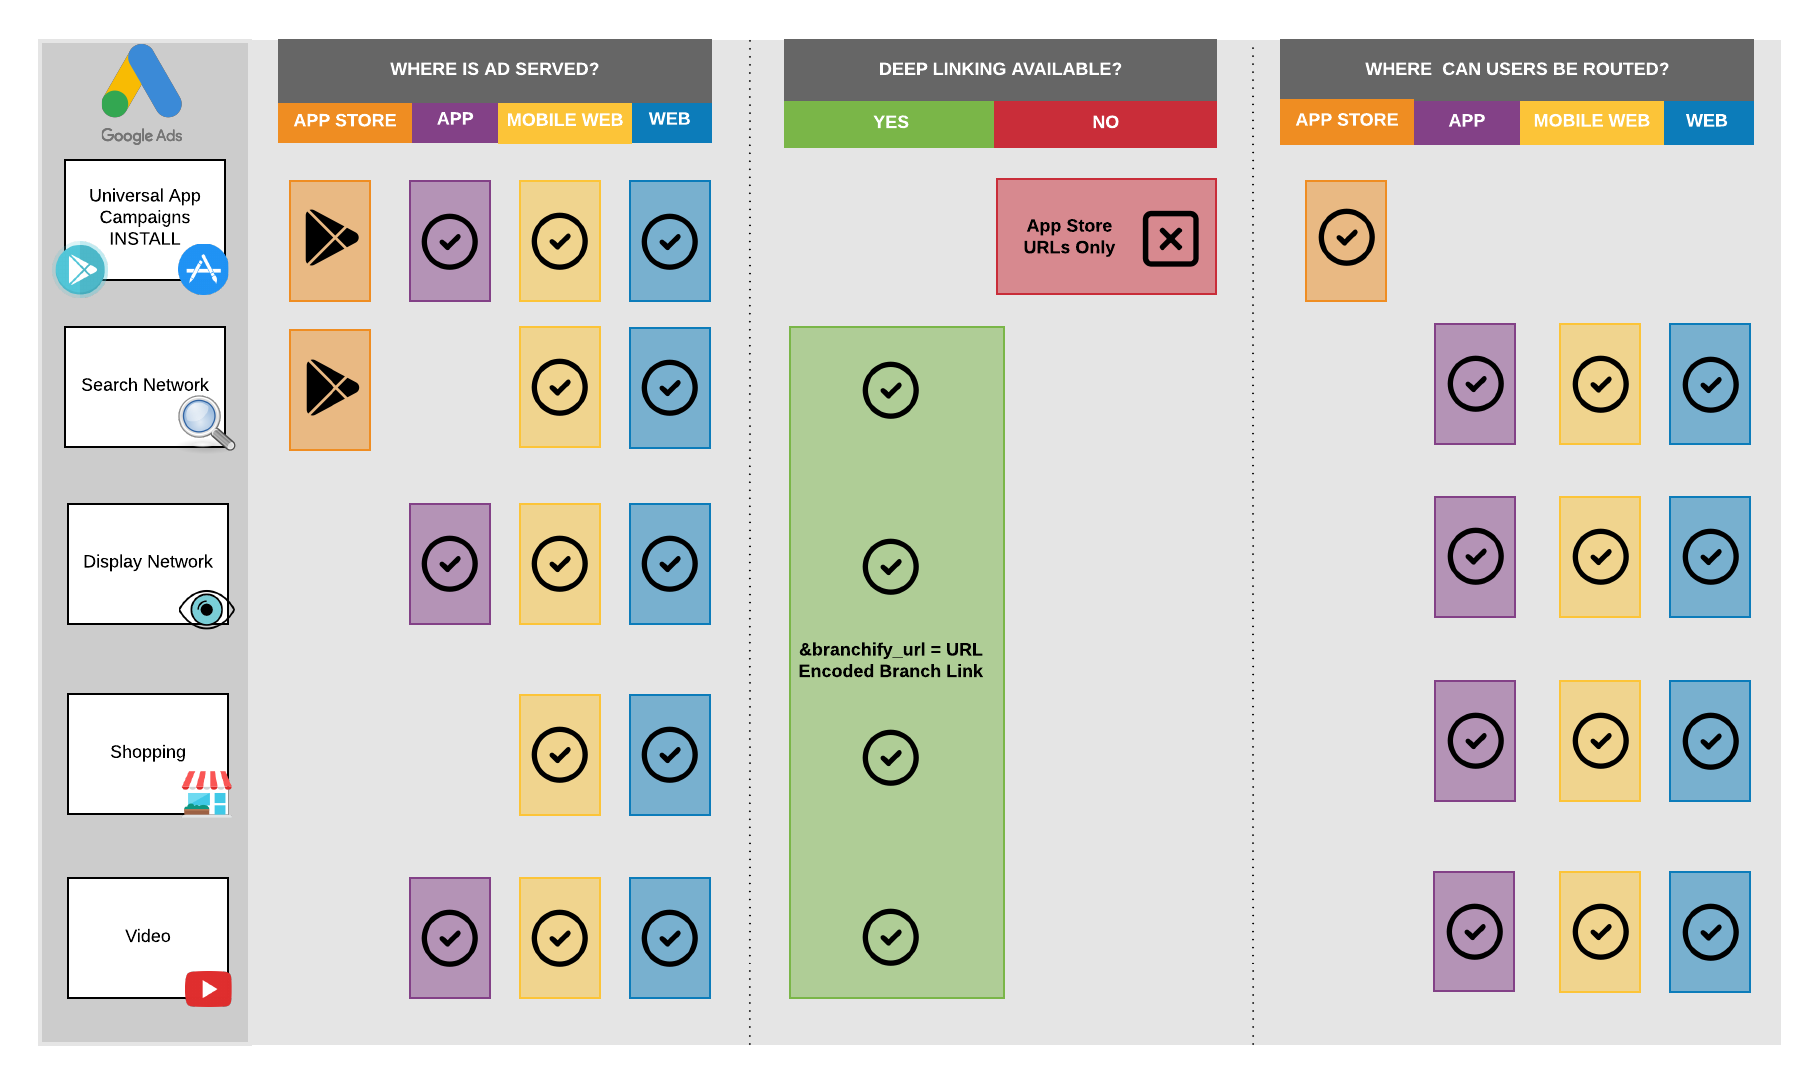 Google Ads
WHERE IS AD SERVED?
APP STORE
APP
MOBILE WEB
WEB
DEEP LINKING AVAILABLE?
YES
NO
WHERE  CAN USERS BE ROUTED?
APP STORE
APP
MOBILE WEB
WEB
Universal App
Campaigns
INSTALL
App Store
URLs Only
Search Network
Display Network
&branchify_url = URL
Encoded Branch Link
Shopping
Video